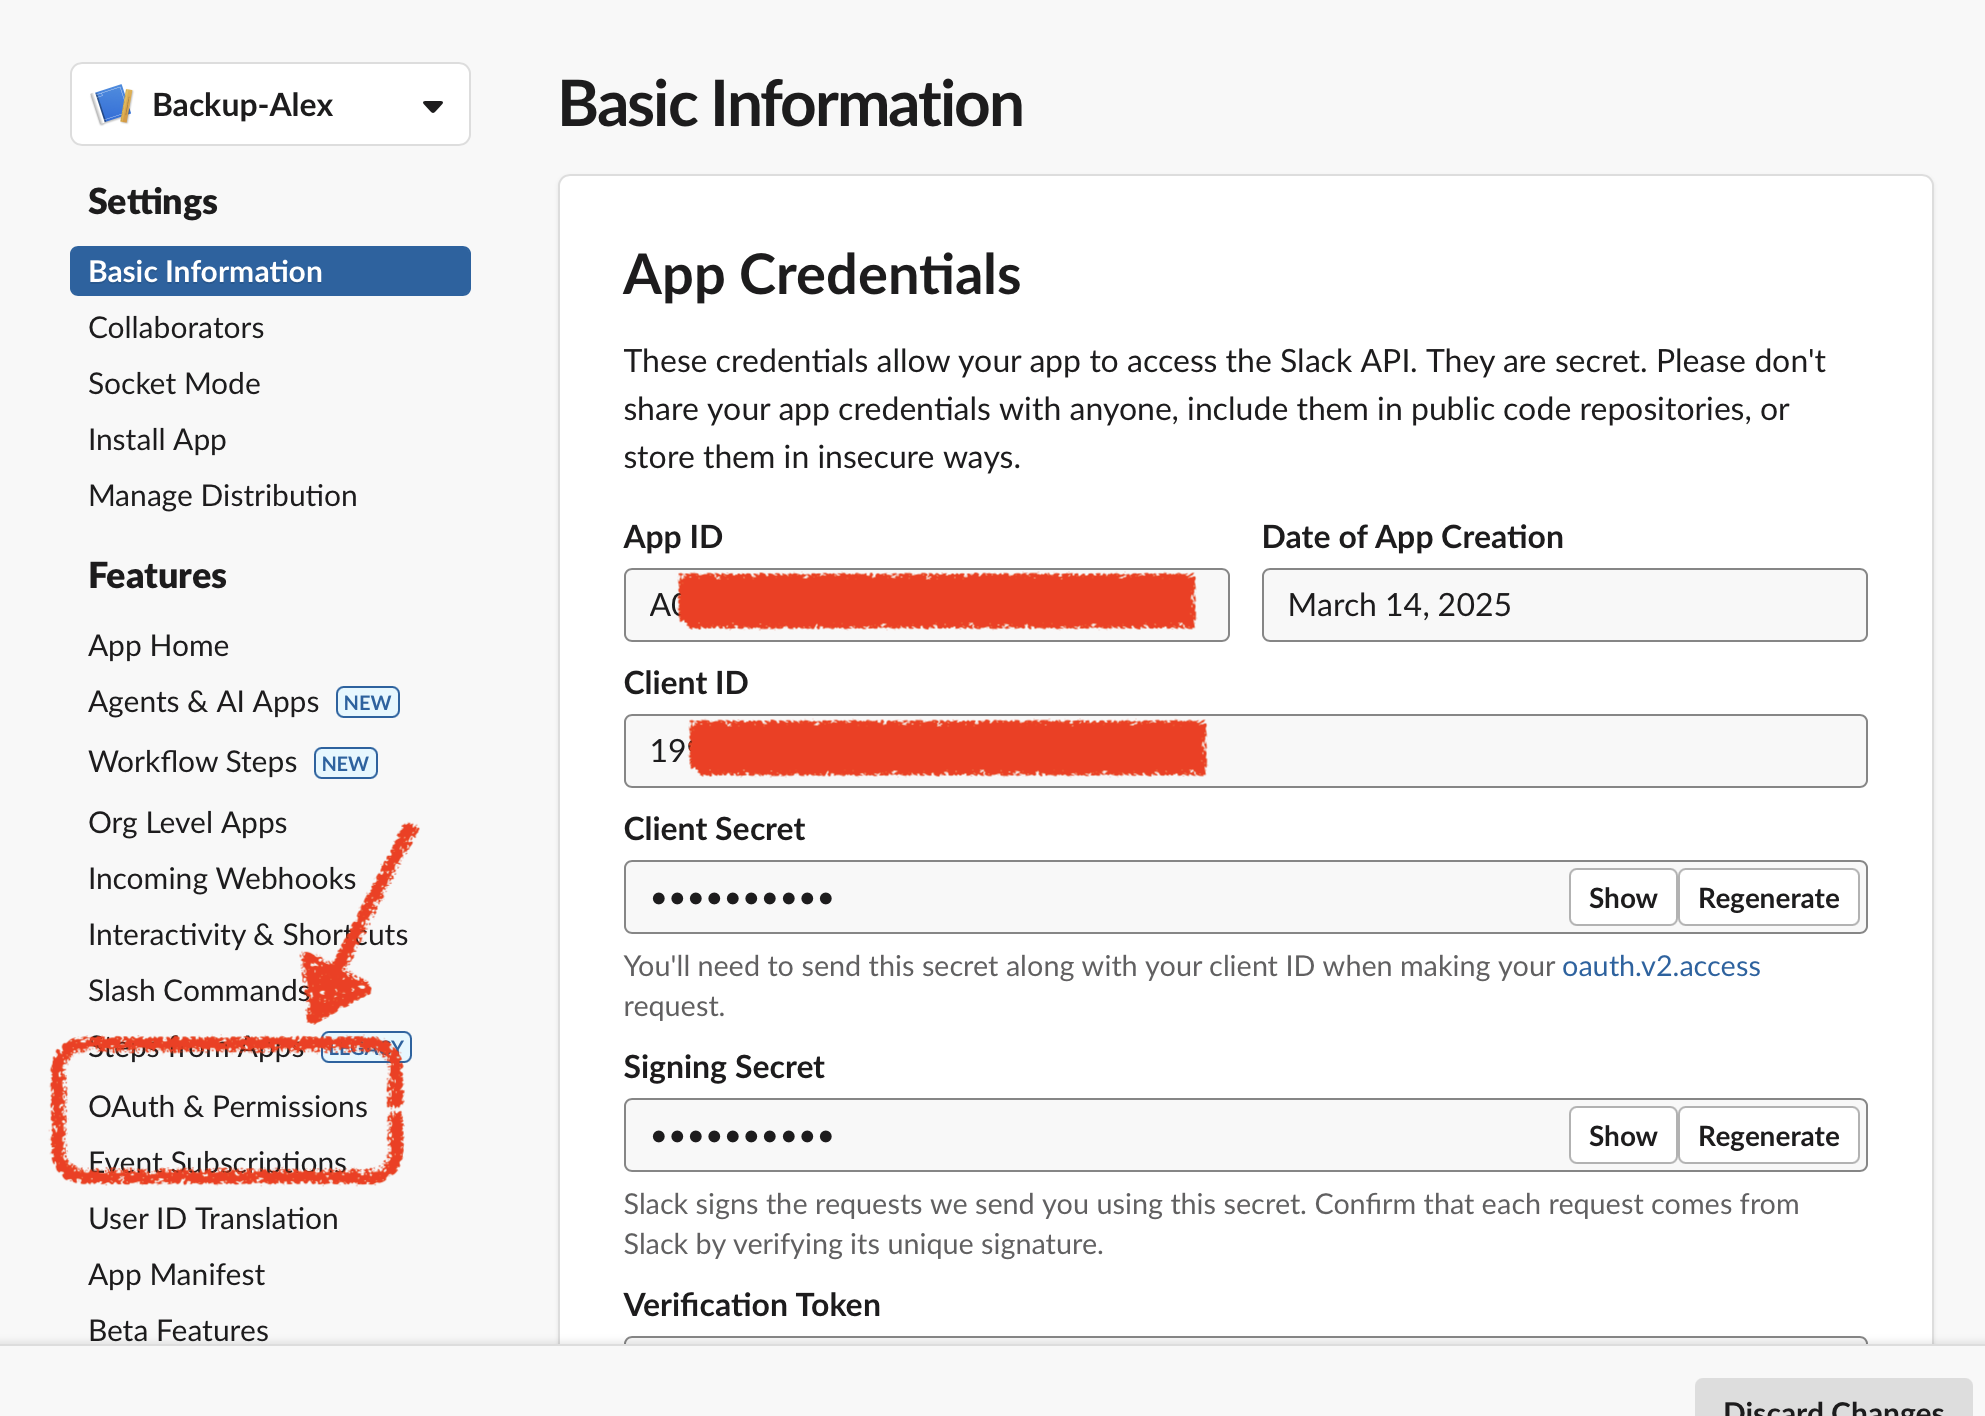 Backup-Alex
Settings
Basic Information
Collaborators
Socket Mode
Install App
Manage Distribution
Features
App Home
Agents & AI Apps NEW
Workflow Steps NEW
Org Level Apps
Incoming Webhooks
Interactivity & Shortcuts
Slash Commands
Steps from Apps LEGACY
OAuth & Permissions
Event Subscriptions
User ID Translation
App Manifest
Beta Features
Basic Information
App Credentials
These credentials allow your app to access the Slack API. They are secret. Please don't
share your app credentials with anyone, include them in public code repositories, or
store them in insecure ways.
App ID
Date of App Creation
March 14, 2025
Client ID
Client Secret
••••••••••
Show Regenerate
You'll need to send this secret along with your client ID when making your oauth.v2.access
request.
Signing Secret
••••••••••
Show Regenerate
Slack signs the requests we send you using this secret. Confirm that each request comes from
Slack by verifying its unique signature.
Verification Token
Discard Changes